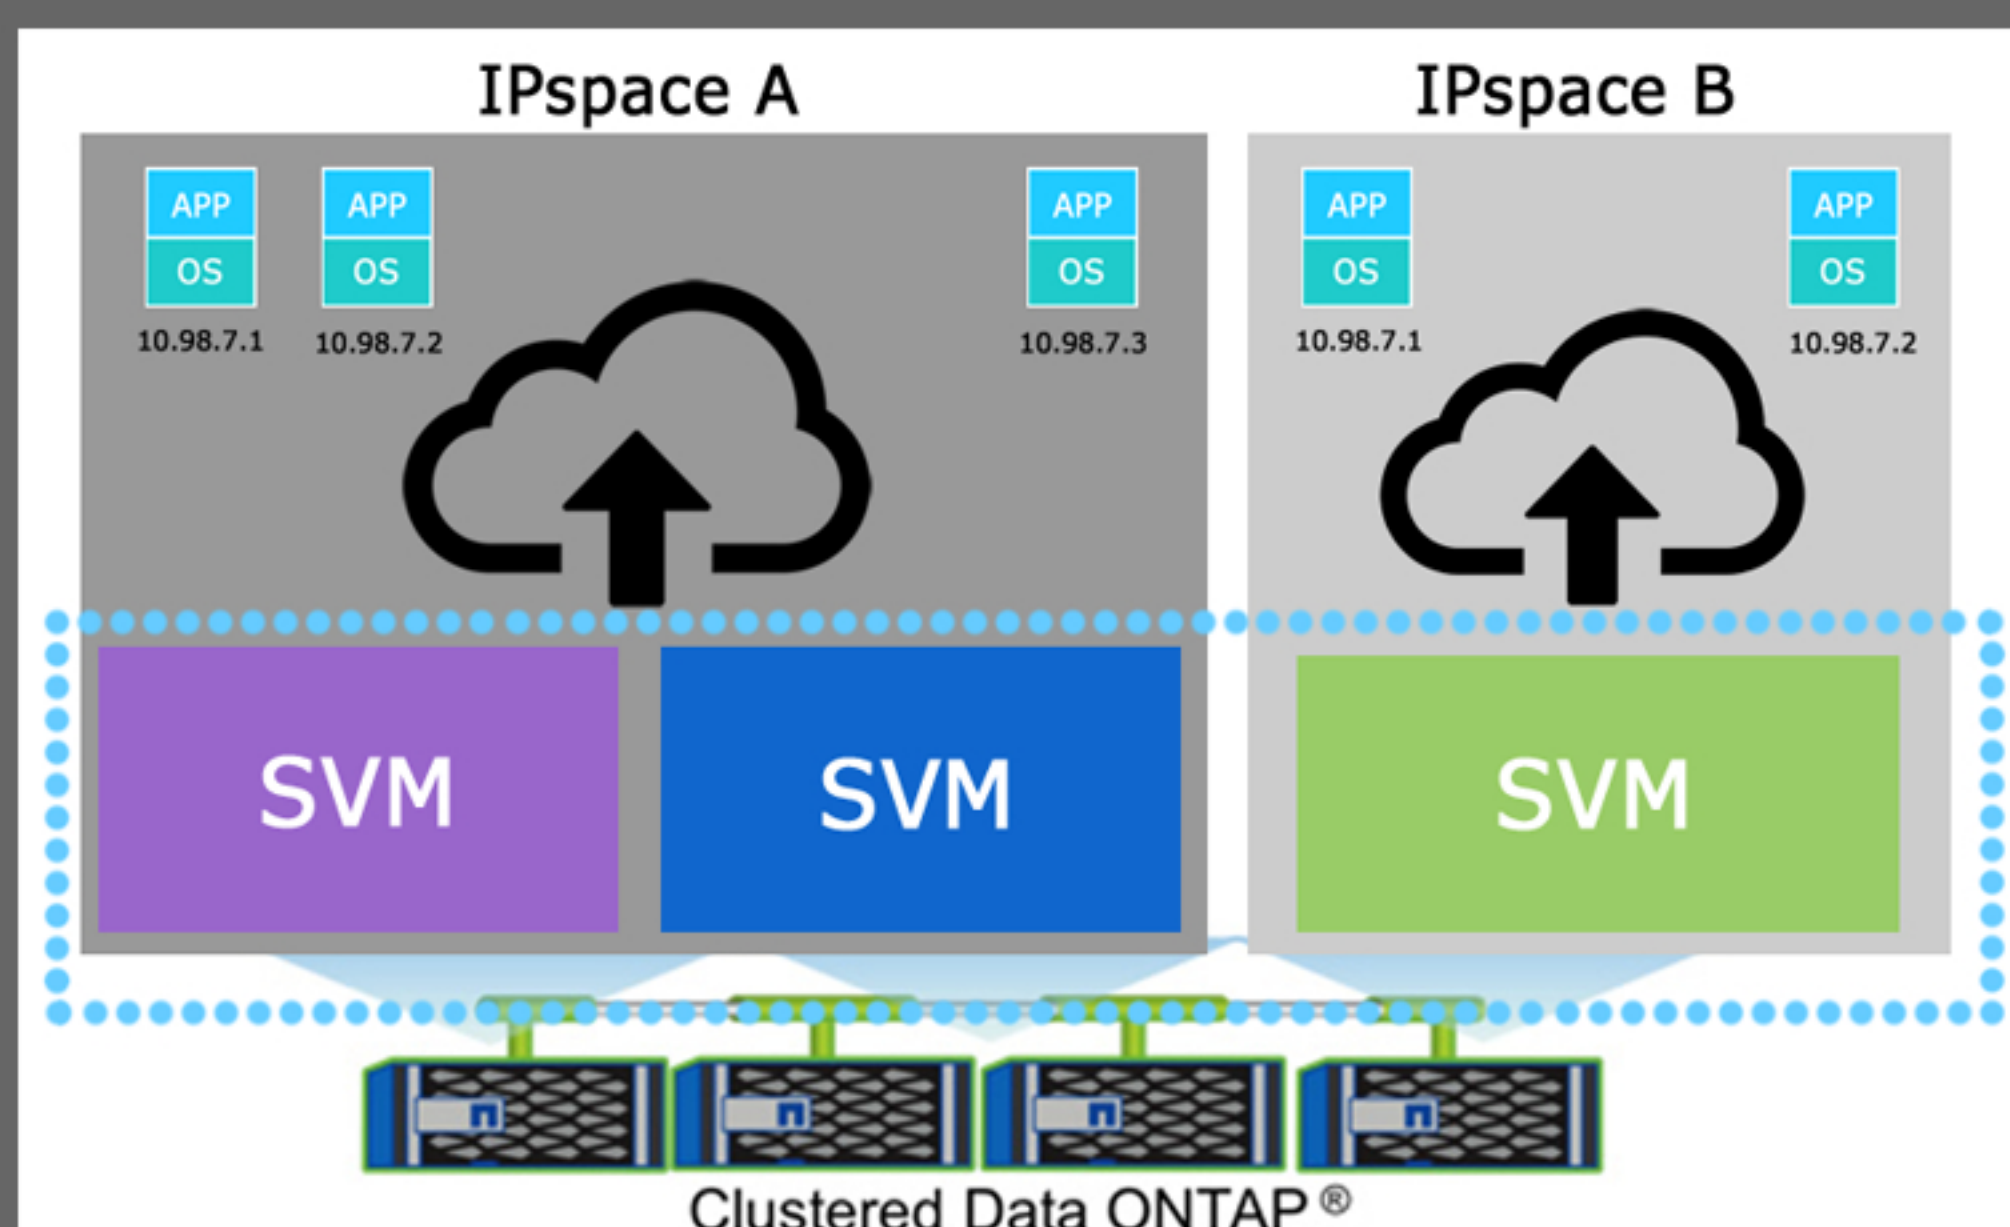 IPspace A
IPspace B
APP
OS
10.98.7.1
APP
OS
10.98.7.2
APP
OS
10.98.7.3
APP
OS
10.98.7.1
APP
OS
10.98.7.2
SVM
SVM
SVM
Clustered Data ONTAP®